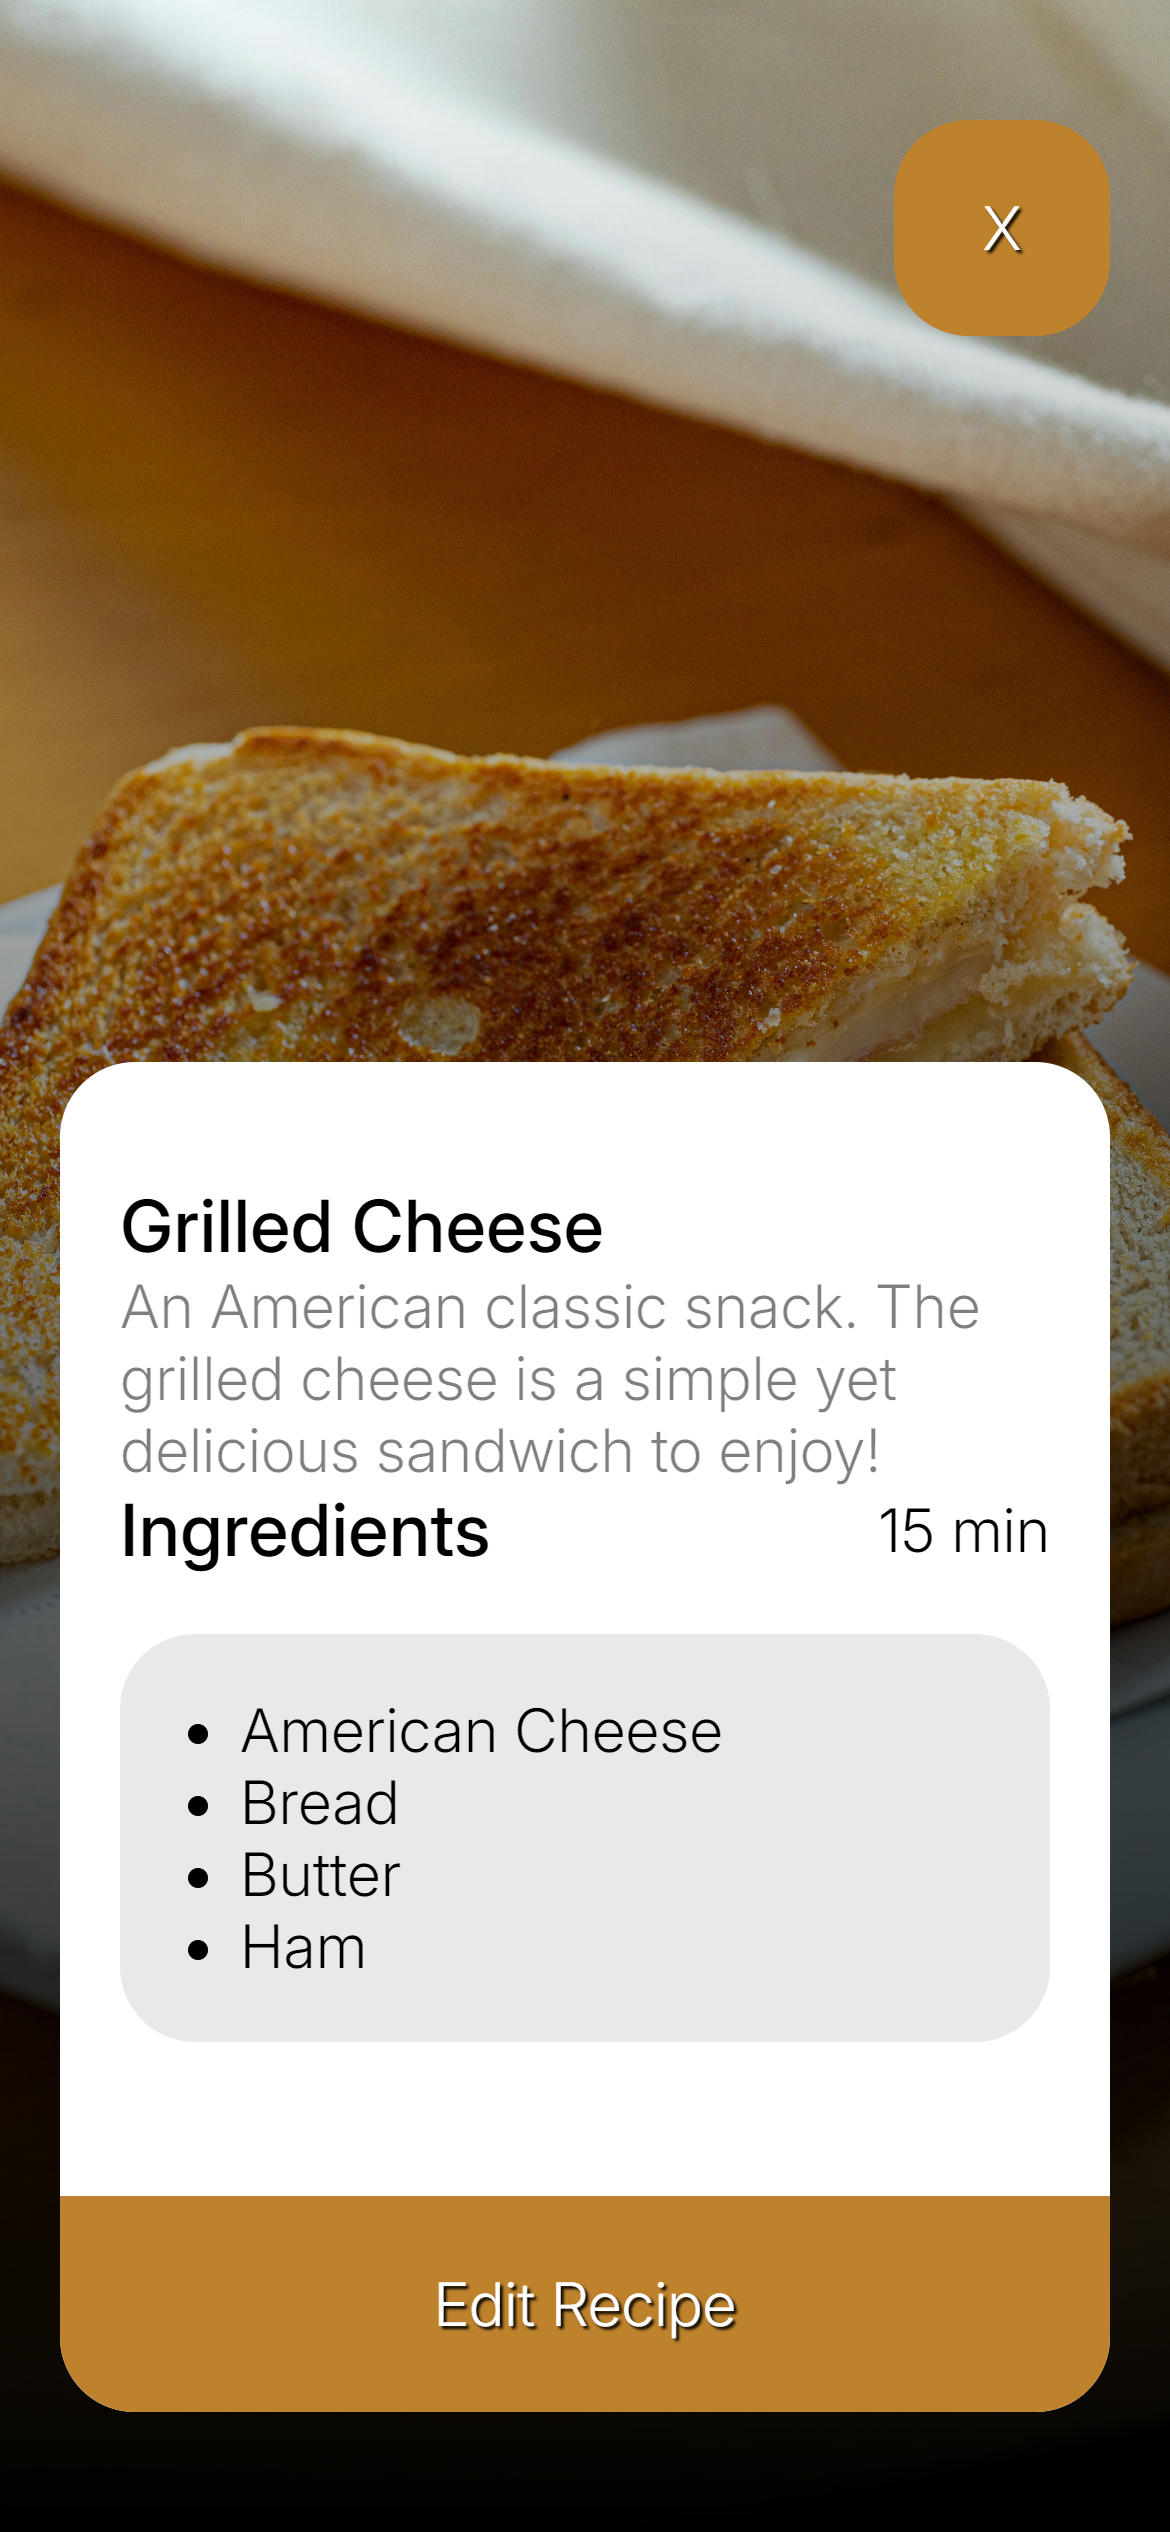 X
Grilled Cheese
An American classic snack. The
grilled cheese is a simple yet
delicious sandwich to enjoy!
Ingredients 15 min
• American Cheese
• Bread
• Butter
• Ham
Edit Recipe